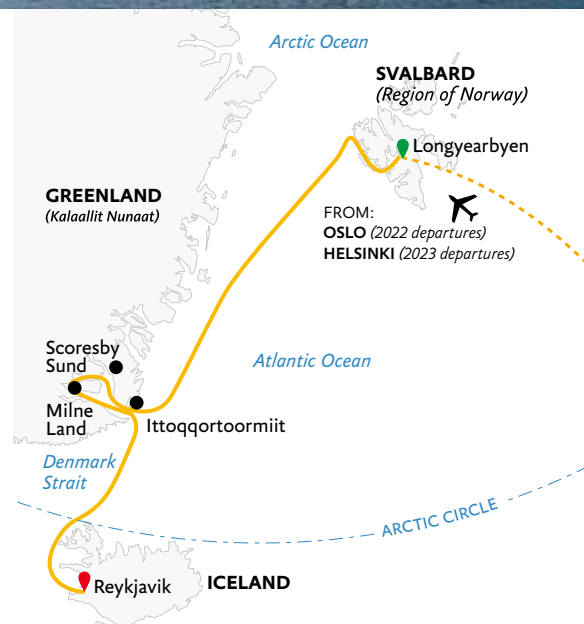 Arctic Ocean
SVALBARD
(Region of Norway)
Longyearbyen
GREENLAND
(Kalaallit Nunaat)
FROM:
OSLO (2022 departures)
HELSINKI (2023 departures)
Scoresby
Sund
Atlantic Ocean
Milne
Land
Ittoqqortoormiit
Denmark
Strait
ARCTIC CIRCLE
Reykjavik
ICELAND